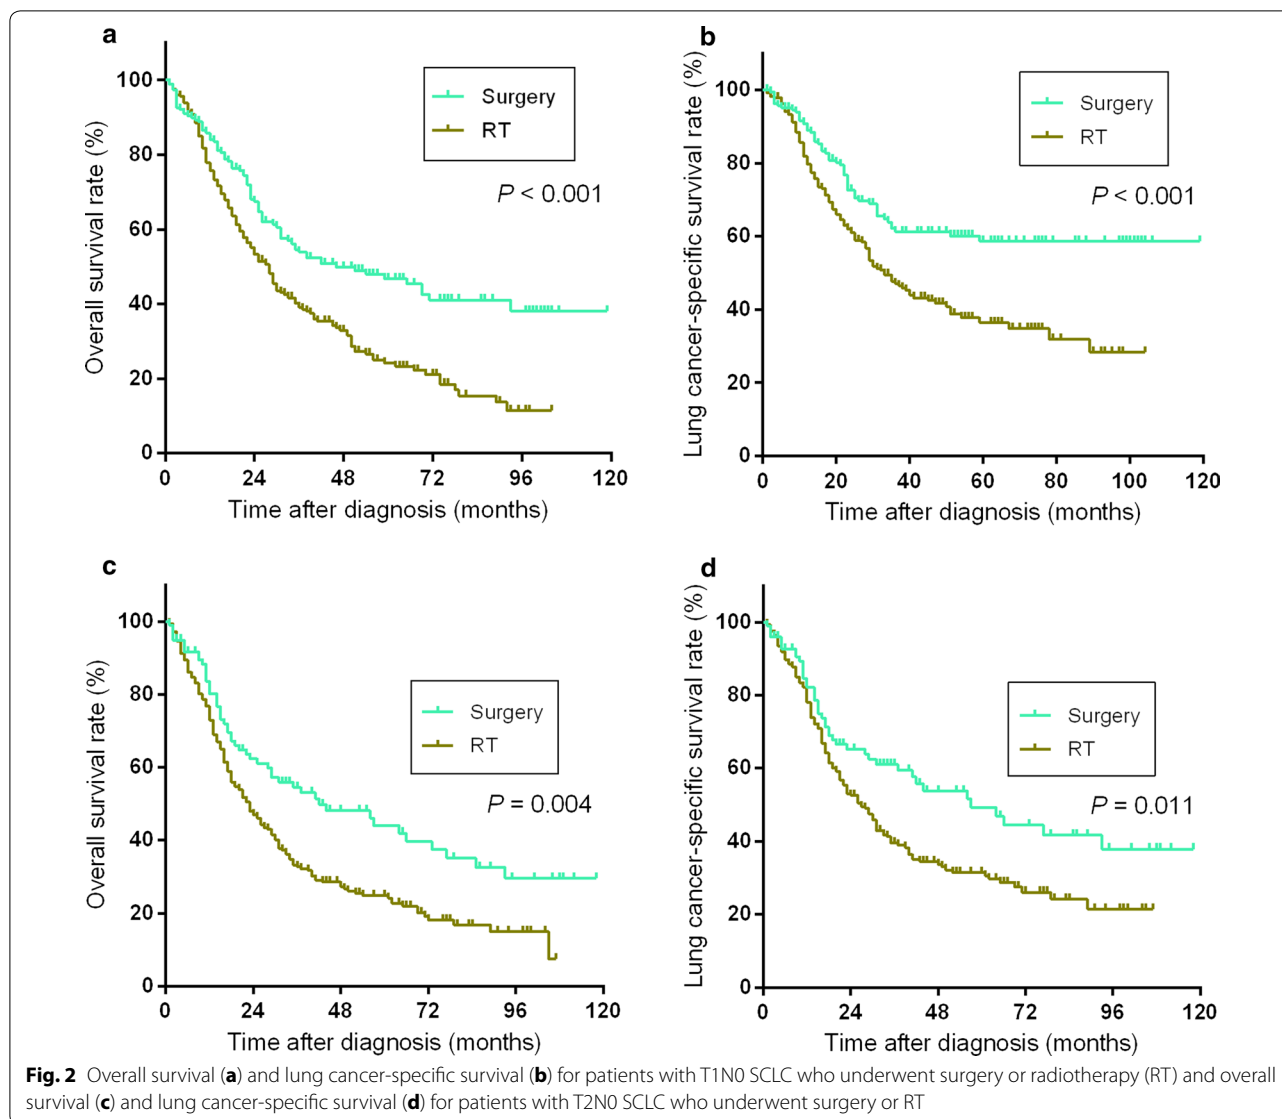 a
Overall survival rate (%)
100
80
60
40
20
0
Surgery
RT
P < 0.001
0 24 48 72 96 120
Time after diagnosis (months)
b
Lung cancer-specific survival rate (%)
100
80
60
40
20
0
Surgery
RT
P < 0.001
0 20 40 60 80 100 120
Time after diagnosis (months)
c
Overall survival rate (%)
100
80
60
40
20
0
Surgery
RT
P = 0.004
0 24 48 72 96 120
Time after diagnosis (months)
d
Lung cancer-specific survival rate (%)
100
80
60
40
20
0
Surgery
RT
P = 0.011
0 24 48 72 96 120
Time after diagnosis (months)
Fig. 2 Overall survival (a) and lung cancer-specific survival (b) for patients with T1N0 SCLC who underwent surgery or radiotherapy (RT) and overall
survival (c) and lung cancer-specific survival (d) for patients with T2N0 SCLC who underwent surgery or RT